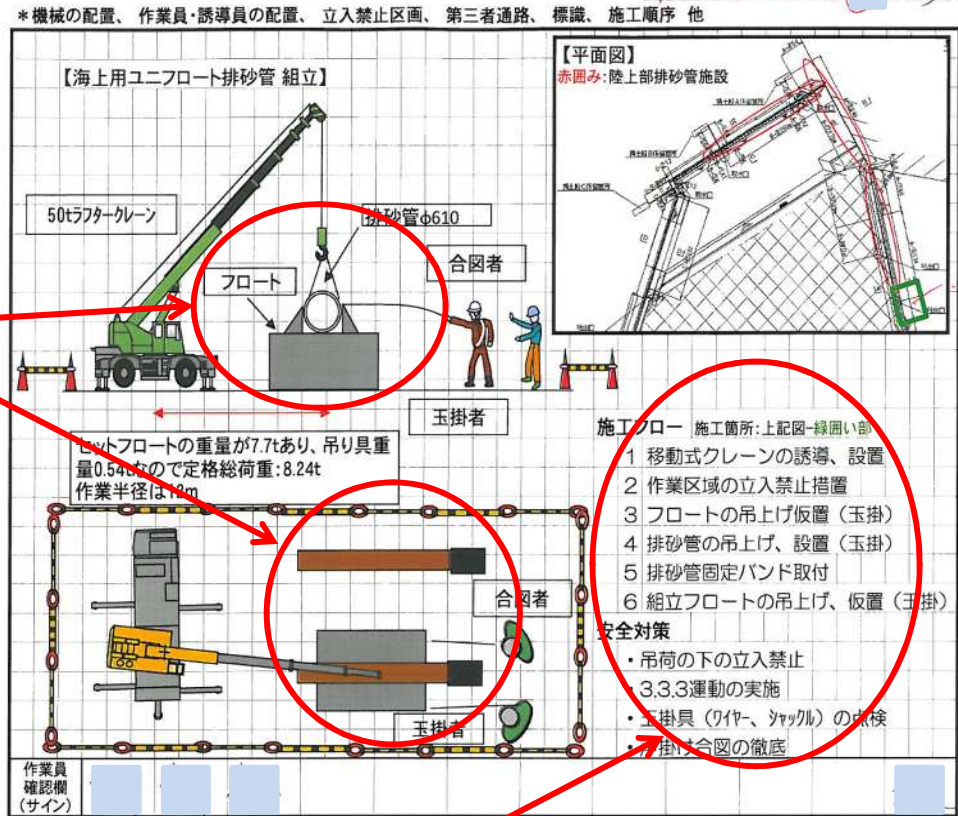 *機械の配置、作業員・誘導員の配置、立入禁止区画、第三者通路、標識、施工順序 他
【海上用ユニフロート排砂管 組立】
50tラフタークレーン
排砂管φ610
フロート
合図者
玉掛者
セットフロートの重量が7.7tあり、吊り具重
量0.54tなので定格総荷重:8.24t
作業半径は12m
合図者
玉掛者
【平面図】
赤囲み:陸上部排砂管施設
施工フロー 施工箇所:上記図-緑囲い部
1 移動式クレーンの誘導、設置
2 作業区域の立入禁止措置
3 フロートの吊上げ仮置(玉掛)
4 排砂管の吊上げ、設置(玉掛)
5 排砂管固定バンド取付
6 組立フロートの吊上げ、仮置(玉掛)
安全対策
・吊荷の下の立入禁止
・3,3,3運動の実施
・玉掛具(ワイヤー、シャックル)の点検
掛け合図の徹底
作業員
確認欄
(サイン)